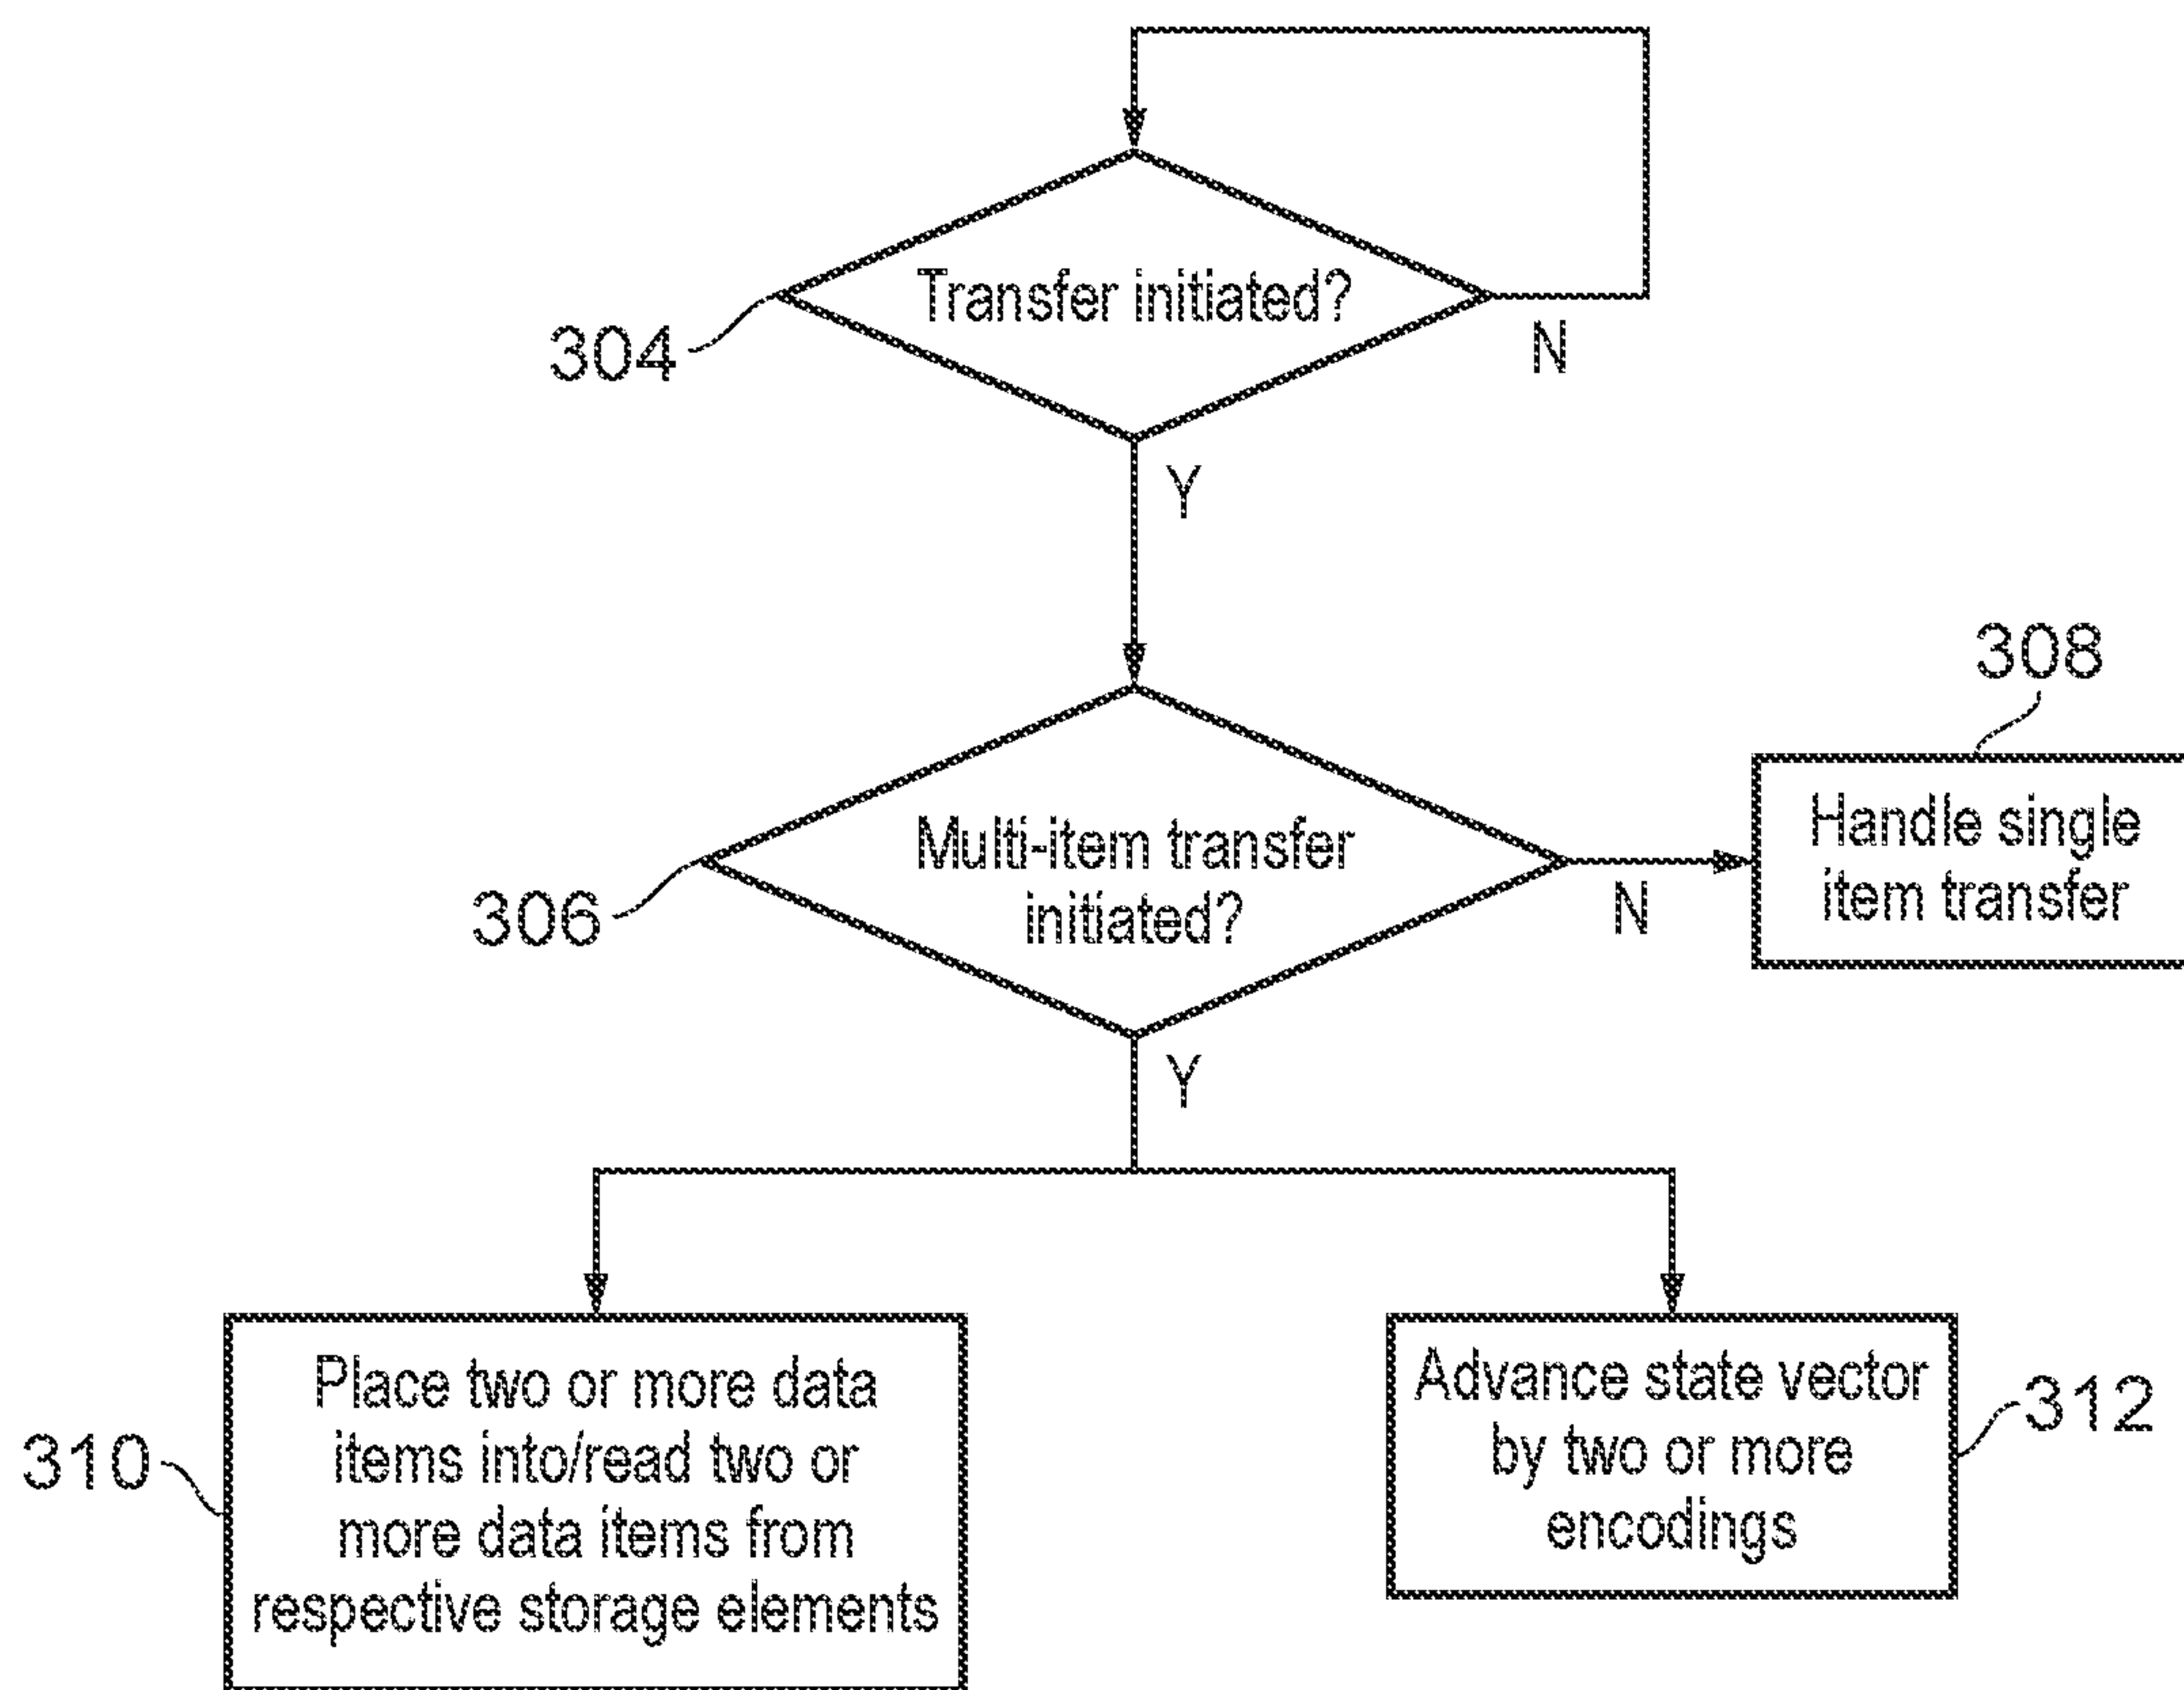 Transfer initiated?
304
N
Y
308
Multi-item transfer
initiated?
306
N
Handle single
item transfer
Y
310
Place two or more data
items into/read two or
more data items from
respective storage elements
Advance state vector
by two or more
encodings
312